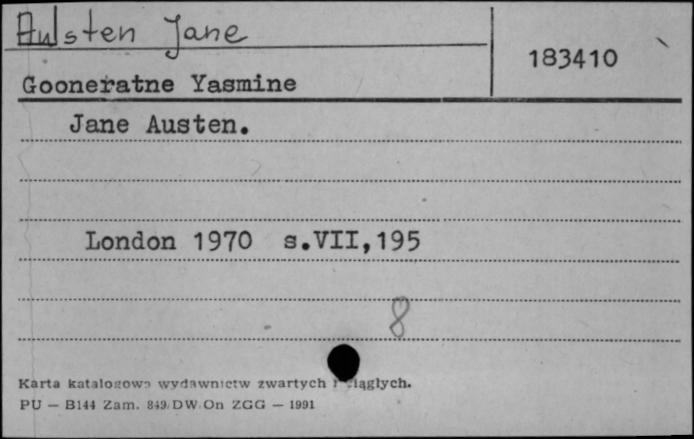 Aulsten Jane
183410
Gooneratne Yasmine
Jane Austen.
London 1970 s.VII,195
8
Karta katalogowa wydawnictw zwartych i ciągłych.
PU — B144 Zam. 849/DW/On ZGG — 1991